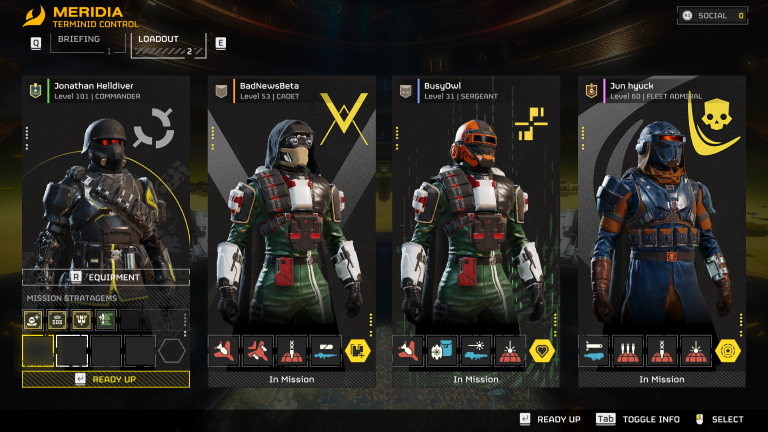 MERIDIA
TERMINID CONTROL
SOCIAL 0
Q BRIEFING 1 LOADOUT 2 E
Jonathan Helldiver
Level 101 | COMMANDER
BadNewsBeta
Level 53 | CADET
BusyOwl
Level 31 | SERGEANT
Jun hyuck
Level 60 | FLEET ADMIRAL
R EQUIPMENT
MISSION STRATAGEMS
SOS
READY UP
In Mission
In Mission
In Mission
READY UP Tab TOGGLE INFO SELECT